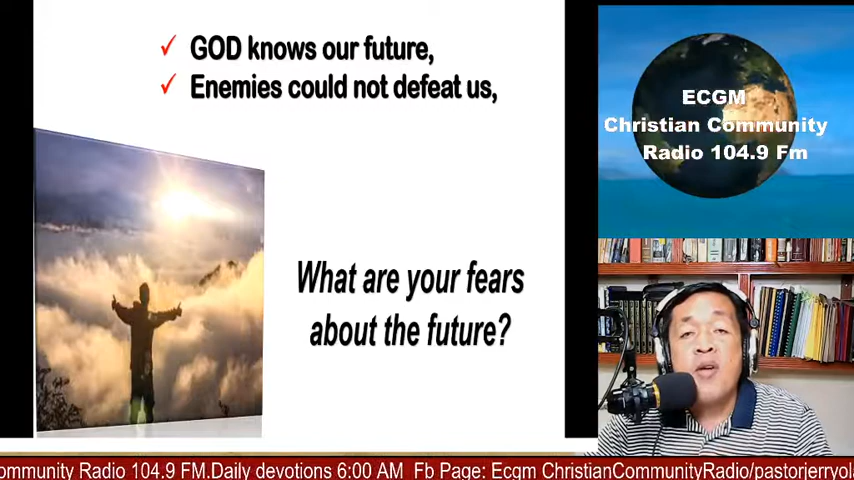 GOD knows our future,
Enemies could not defeat us,
What are your fears
about the future?
ECGM
Christian Community
Radio 104.9 Fm
ommunity Radio 104.9 FM.Daily devotions 6:00 AM Fb Page: Ecgm ChristianCommunityRadio/pastorjerryola